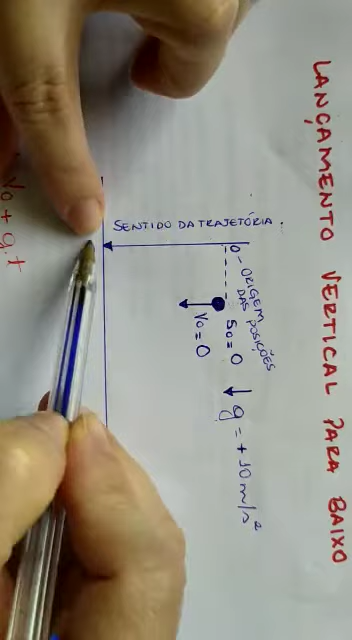 LANÇAMENTO VERTICAL PARA BAIXO
0 - ORIGEM
DAS POSIÇÕES
S0 = 0
g = +10 m/s²
V0 = 0
SENTIDO DA TRAJETÓRIA.
V0 + g.t